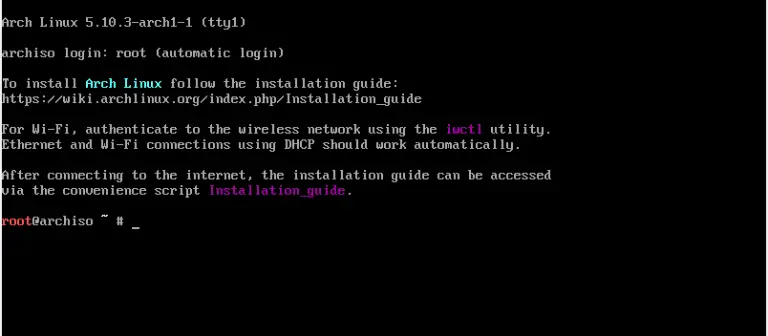 Arch Linux 5.10.3-arch1-1 (tty1)
archiso login: root (automatic login)
To install Arch Linux follow the installation guide:
https://wiki.archlinux.org/index.php/Installation_guide
For Wi-Fi, authenticate to the wireless network using the iwctl utility.
Ethernet and Wi-Fi connections using DHCP should work automatically.
After connecting to the internet, the installation guide can be accessed
via the convenience script Installation_guide.
root@archiso ~ # _